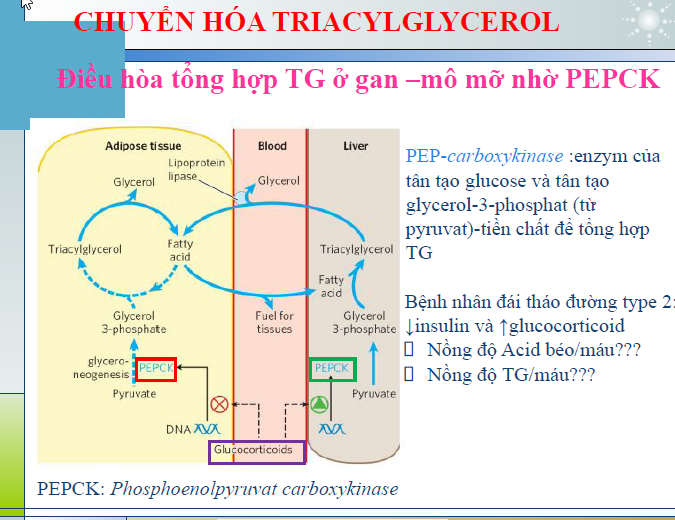 CHUYỂN HÓA TRIACYLGLYCEROL
Điều hòa tổng hợp TG ở gan –mô mỡ nhờ PEPCK
Adipose tissue
Blood
Liver
Lipoprotein
lipase
Glycerol
Glycerol
Triacylglycerol
Fatty
acid
Triacylglycerol
Fatty
acid
Glycerol
3-phosphate
Fuel for
tissues
Glycerol
3-phosphate
glycero-
neogenesis
PEPCK
PEPCK
Pyruvate
Pyruvate
DNA
Glucocorticoids
PEP-carboxykinase :enzym của
tân tạo glucose và tân tạo
glycerol-3-phosphat (từ
pyruvat)-tiền chất để tổng hợp
TG
Bệnh nhân đái tháo đường type 2:
↓insulin và ↑glucocorticoid
Nồng độ Acid béo/máu???
Nồng độ TG/máu???
PEPCK: Phosphoenolpyruvat carboxykinase